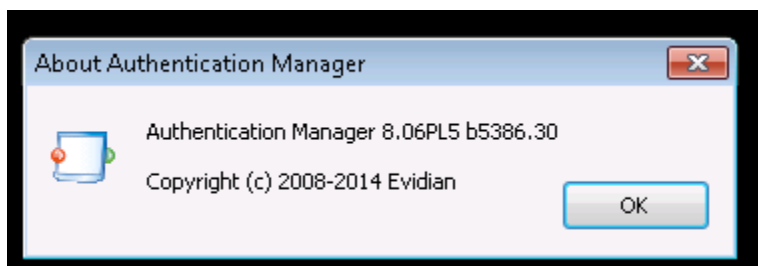 About Authentication Manager
Authentication Manager 8.06PL5 b5386.30
Copyright (c) 2008-2014 Evidian
OK